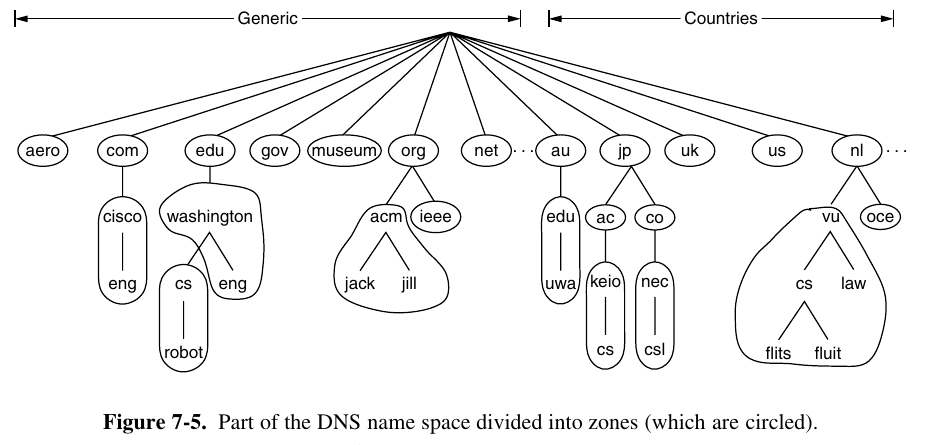 Generic Countries
aero com edu gov museum org net ··· au jp uk us nl ···
cisco washington acm ieee edu ac co vu oce
eng cs eng jack jill uwa keio nec cs law
robot cs csl flits fluit
Figure 7-5. Part of the DNS name space divided into zones (which are circled).